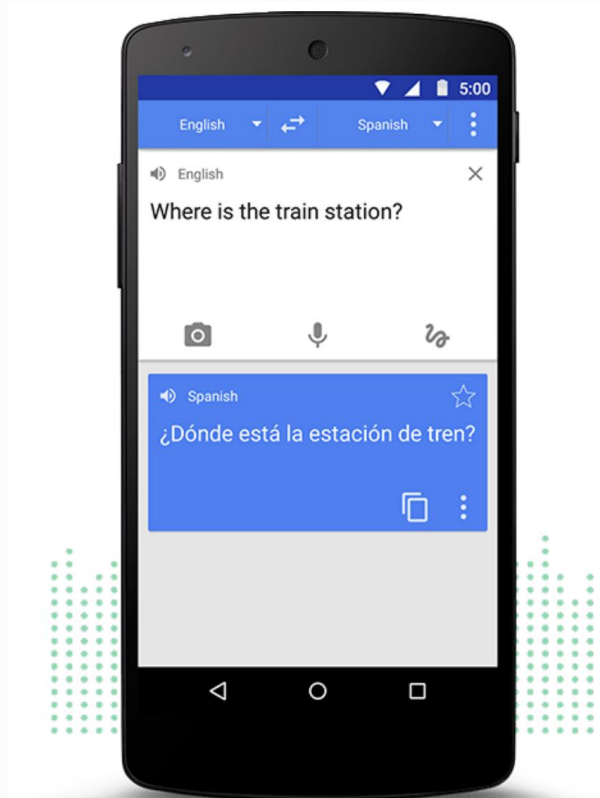 5:00
English
Spanish
English
Where is the train station?
Spanish
¿Dónde está la estación de tren?